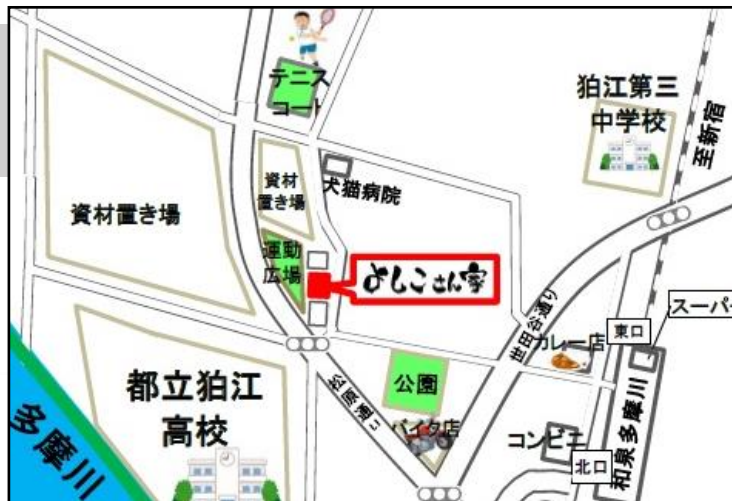 テニス
コート
狛江第三
中学校
至新宿
資材置き場
資材
置き場
犬猫病院
運動
広場
よしこさん家
世田谷通り
カレー店
東口
スーパー
都立狛江
高校
松原通り
公園
バイク店
コンビニ
北口
和泉多摩川
多摩川